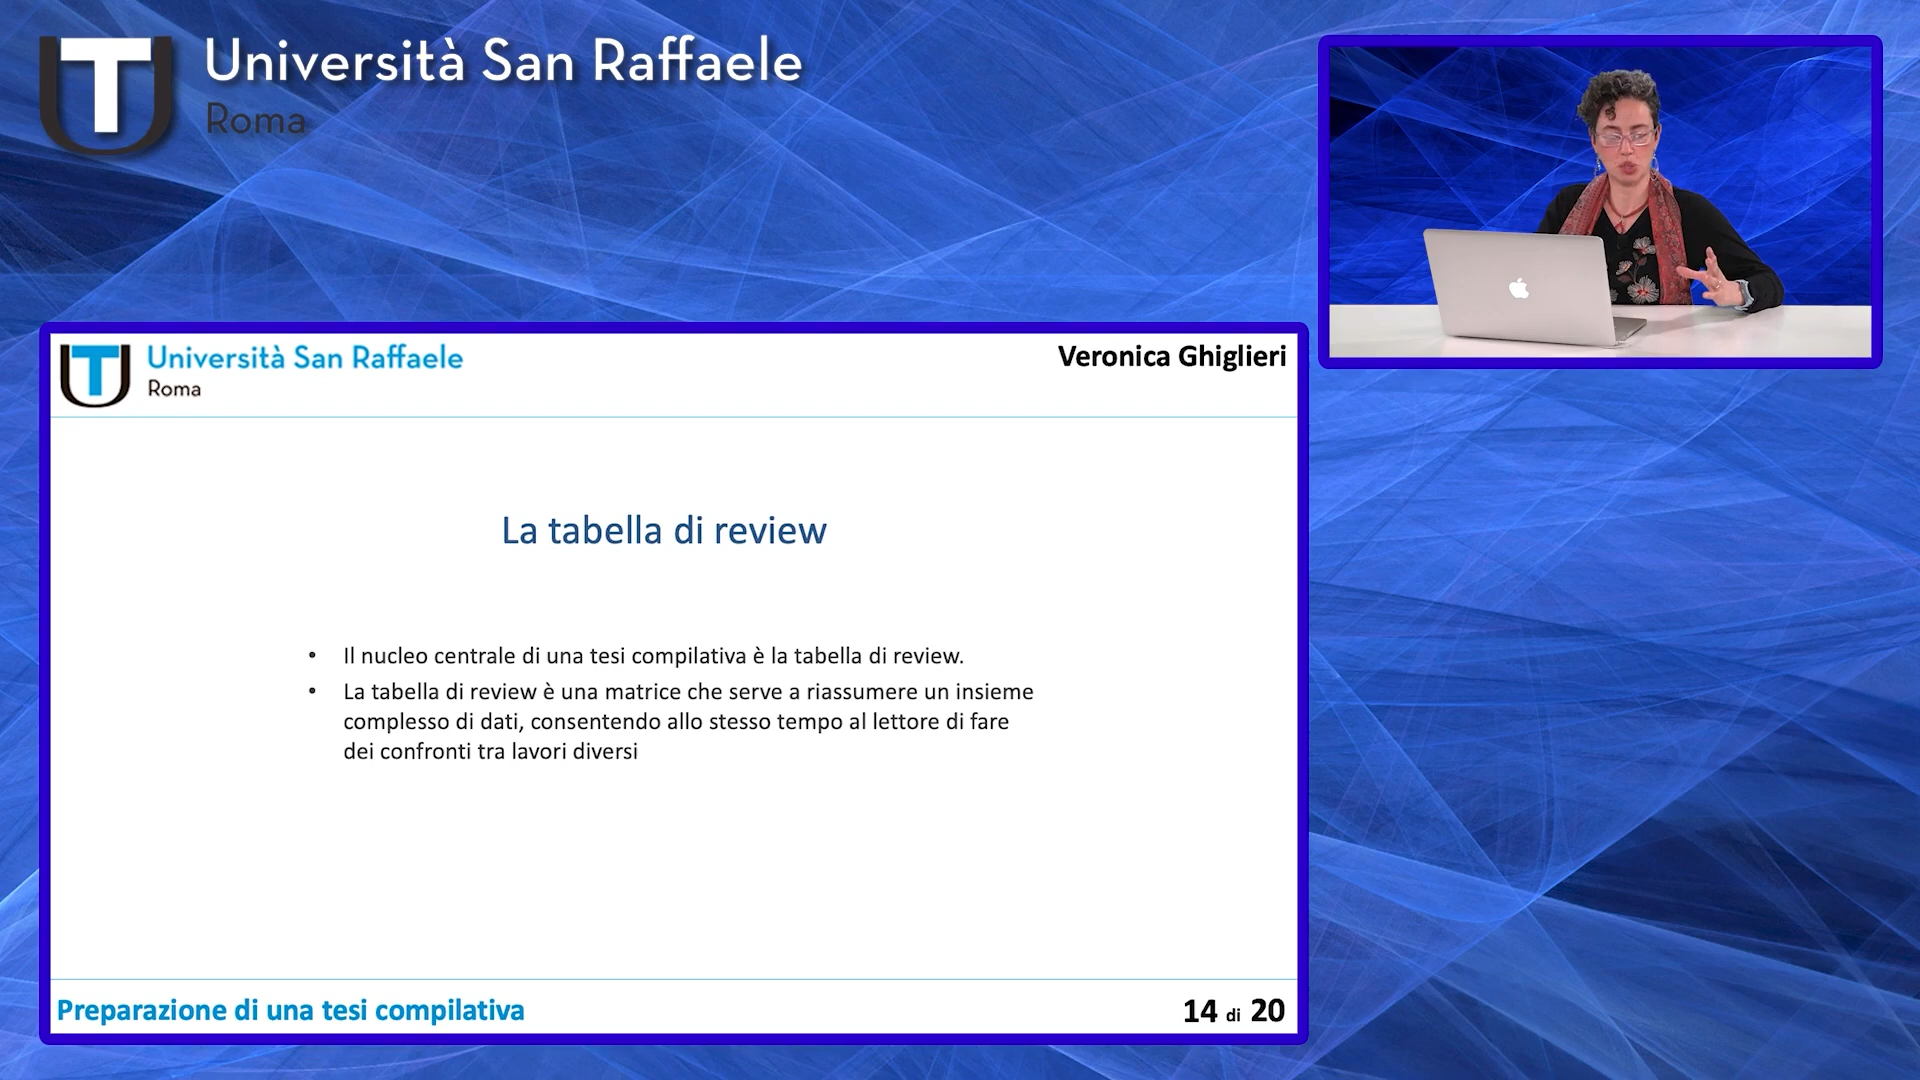 Università San Raffaele
Roma
Università San Raffaele
Roma
Veronica Ghiglieri
La tabella di review
• Il nucleo centrale di una tesi compilativa è la tabella di review.
• La tabella di review è una matrice che serve a riassumere un insieme
complesso di dati, consentendo allo stesso tempo al lettore di fare
dei confronti tra lavori diversi
Preparazione di una tesi compilativa
14 di 20